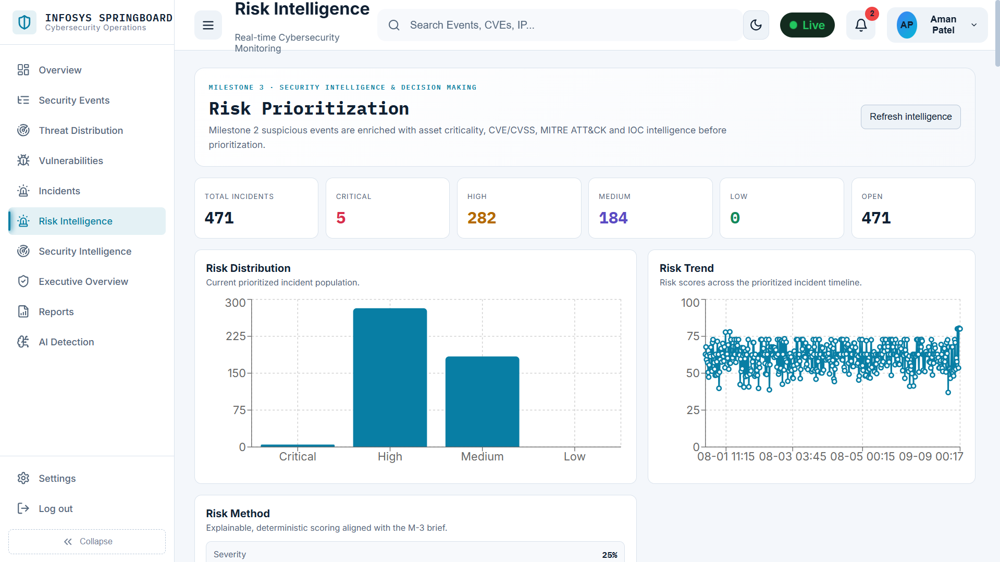 INFOSYS SPRINGBOARD
Cybersecurity Operations
Overview
Security Events
Threat Distribution
Vulnerabilities
Incidents
Risk Intelligence
Security Intelligence
Executive Overview
Reports
AI Detection
Settings
Log out
Collapse
Risk Intelligence
Real-time Cybersecurity
Monitoring
Search Events, CVEs, IP...
Live
2
AP
Aman
Patel
MILESTONE 3 · SECURITY INTELLIGENCE & DECISION MAKING
Risk Prioritization
Milestone 2 suspicious events are enriched with asset criticality, CVE/CVSS, MITRE ATT&CK and IOC intelligence before
prioritization.
Refresh intelligence
TOTAL INCIDENTS
471
CRITICAL
5
HIGH
282
MEDIUM
184
LOW
0
OPEN
471
Risk Distribution
Current prioritized incident population.
300
225
150
75
0
Critical High Medium Low
Risk Trend
Risk scores across the prioritized incident timeline.
100
75
50
25
0
08-01 11:15 08-03 03:45 08-05 00:15 09-09 00:17
Risk Method
Explainable, deterministic scoring aligned with the M-3 brief.
Severity 25%